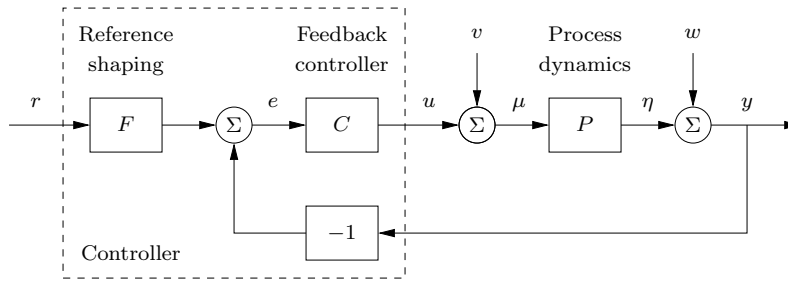 Reference
shaping
Feedback
controller
v
Process
dynamics
w
r
F
Σ
e
C
u
Σ
μ
P
η
Σ
y
−1
Controller